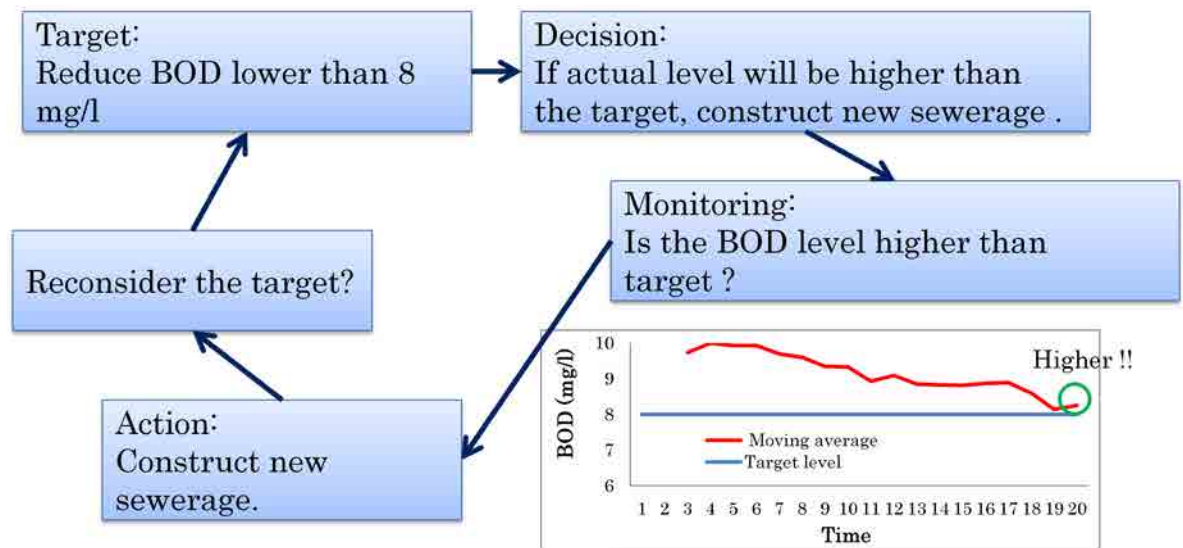 Target:
Reduce BOD lower than 8
mg/l
Decision:
If actual level will be higher than
the target, construct new sewerage .
Monitoring:
Is the BOD level higher than
target ?
Reconsider the target?
Action:
Construct new
sewerage.
BOD (mg/l)
10
9
8
7
6
Higher !!
Moving average
Target level
1 2 3 4 5 6 7 8 9 10 11 12 13 14 15 16 17 18 19 20
Time